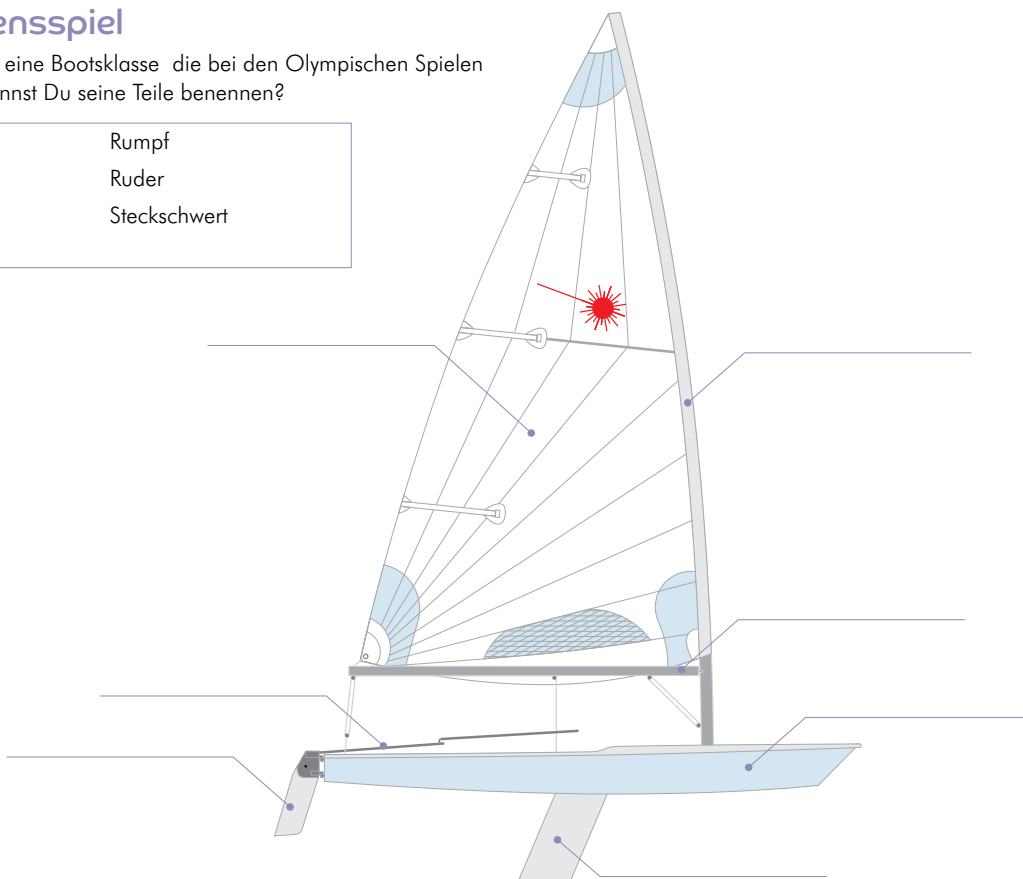 ensspiel
eine Bootsklasse die bei den Olympischen Spielen
nnst Du seine Teile benennen?
Rumpf
Ruder
Steckschwert